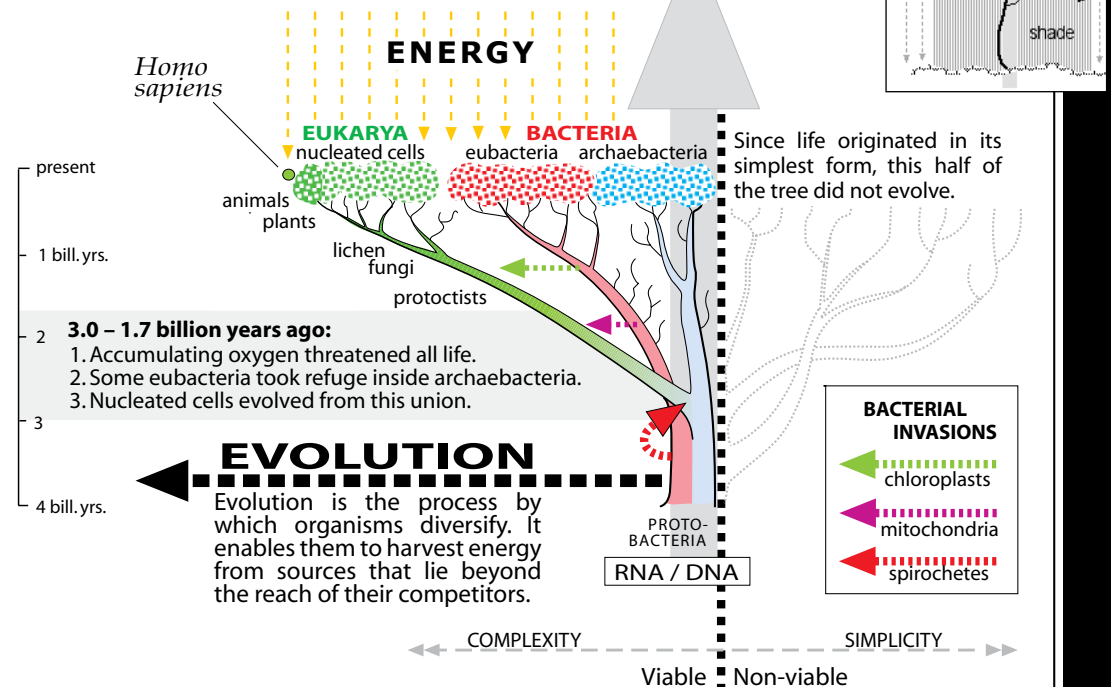 shade
ENERGY
Homo
sapiens
EUKARYA
BACTERIA
nucleated cells
eubacteria
archaebacteria
Since life originated in its
simplest form, this half of
the tree did not evolve.
present
animals
plants
1 bill. yrs.
lichen
fungi
protoctists
2
3.0 – 1.7 billion years ago:
1. Accumulating oxygen threatened all life.
2. Some eubacteria took refuge inside archaebacteria.
3. Nucleated cells evolved from this union.
3
BACTERIAL
INVASIONS
chloroplasts
mitochondria
spirochetes
EVOLUTION
4 bill. yrs.
Evolution is the process by
which organisms diversify. It
enables them to harvest energy
from sources that lie beyond
the reach of their competitors.
PROTO-
BACTERIA
RNA / DNA
COMPLEXITY
SIMPLICITY
Viable
Non-viable